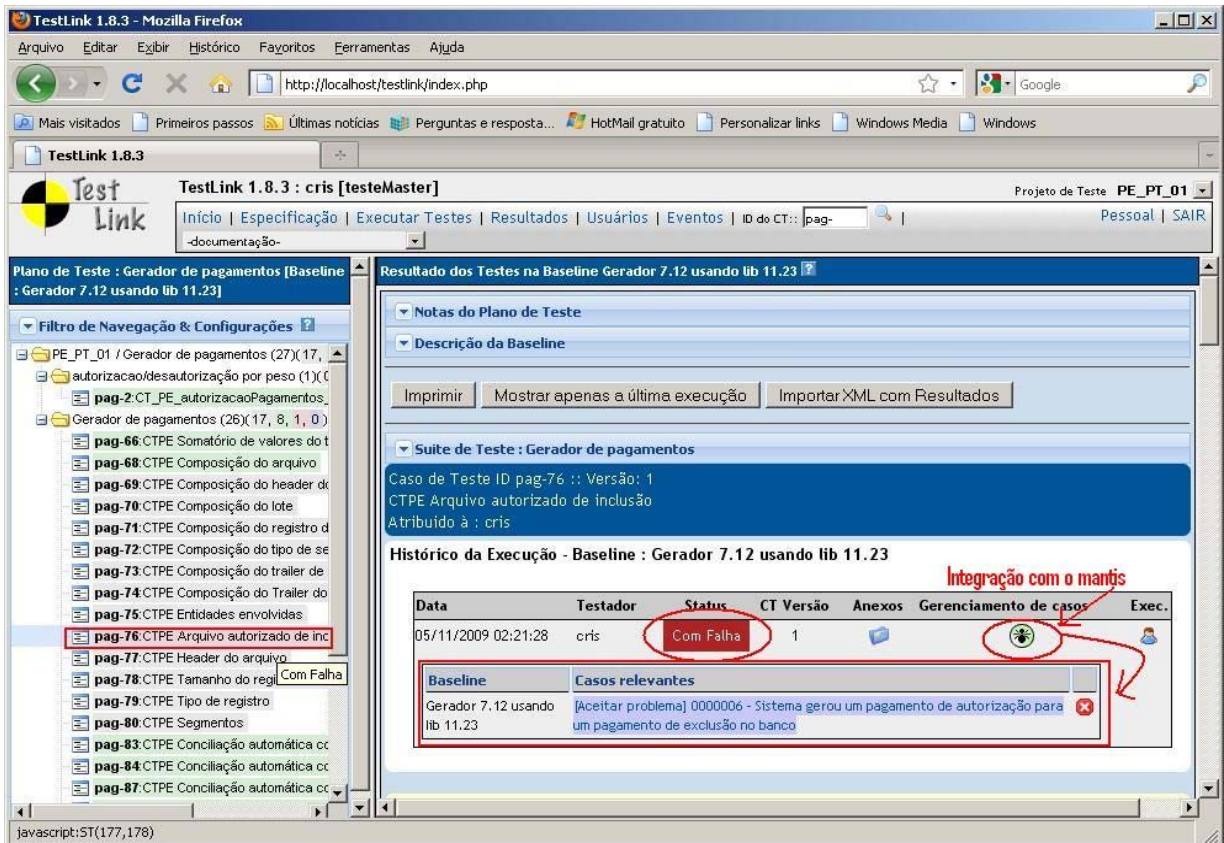 TestLink 1.8.3 - Mozilla Firefox
Arquivo Editar Exibir Histórico Favoritos Ferramentas Ajuda
http://localhost/testlink/index.php
Google
Mais visitados Primeiros passos Últimas notícias Perguntas e resposta... HotMail gratuito Personalizar links Windows Media Windows
TestLink 1.8.3
Test Link
TestLink 1.8.3 : cris [testeMaster]
Projeto de Teste PE_PT_01
Início | Especificação | Executar Testes | Resultados | Usuários | Eventos | ID do CT:: pag- |
Pessoal | SAIR
-documentação-
Plano de Teste : Gerador de pagamentos [Baseline : Gerador 7.12 usando lib 11.23]
Filtro de Navegação & Configurações
PE_PT_01 / Gerador de pagamentos (27)(17,
autorizacao/desautorização por peso (1)(0
pag-2:CT_PE_autorizacaoPagamentos_
Gerador de pagamentos (26)(17, 8, 1, 0)
pag-66:CTPE Somatório de valores do t
pag-68:CTPE Composição do arquivo
pag-69:CTPE Composição do header do
pag-70:CTPE Composição do lote
pag-71:CTPE Composição do registro d
pag-72:CTPE Composição do tipo de se
pag-73:CTPE Composição do trailer de
pag-74:CTPE Composição do Trailer do
pag-75:CTPE Entidades envolvidas
pag-76:CTPE Arquivo autorizado de inc
pag-77:CTPE Header do arquivo
pag-78:CTPE Tamanho do regi
Com Falha
pag-79:CTPE Tipo de registro
pag-80:CTPE Segmentos
pag-83:CTPE Conciliação automática co
pag-84:CTPE Conciliação automática co
pag-87:CTPE Conciliação automática co
Resultado dos Testes na Baseline Gerador 7.12 usando lib 11.23
Notas do Plano de Teste
Descrição da Baseline
Imprimir Mostrar apenas a última execução Importar XML com Resultados
Suite de Teste : Gerador de pagamentos
Caso de Teste ID pag-76 :: Versão: 1
CTPE Arquivo autorizado de inclusão
Atribuido à : cris
Histórico da Execução - Baseline : Gerador 7.12 usando lib 11.23
Integração com o mantis
Data Testador Status CT Versão Anexos Gerenciamento de casos Exec.
05/11/2009 02:21:28 cris Com Falha 1
Baseline Casos relevantes
Gerador 7.12 usando lib 11.23
[Aceitar problema] 0000006 - Sistema gerou um pagamento de autorização para
um pagamento de exclusão no banco
javascript:ST(177,178)